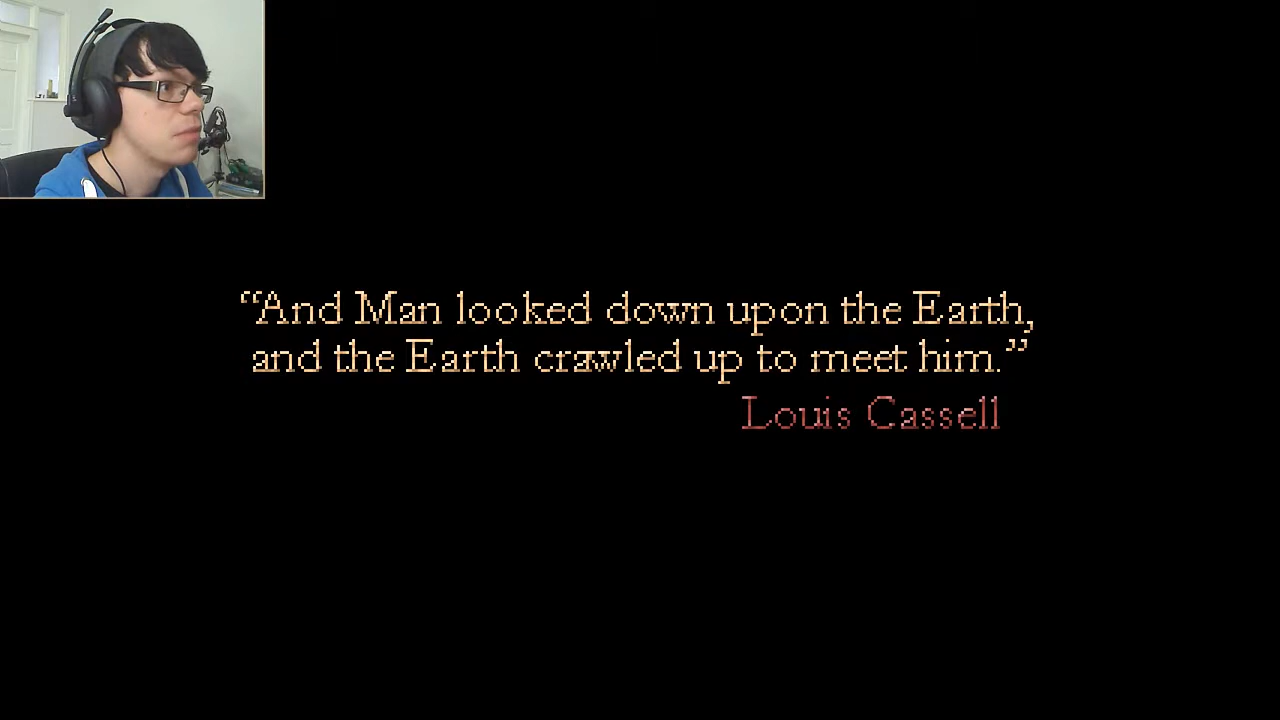 “And Man looked down upon the Earth,
and the Earth crawled up to meet him.”
Louis Cassell